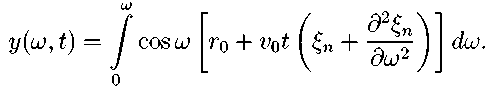 y(ω, t) = ∫₀^ω cos ω [ r₀ + v₀t ( ξₙ + ∂²ξₙ/∂ω² ) ] dω.